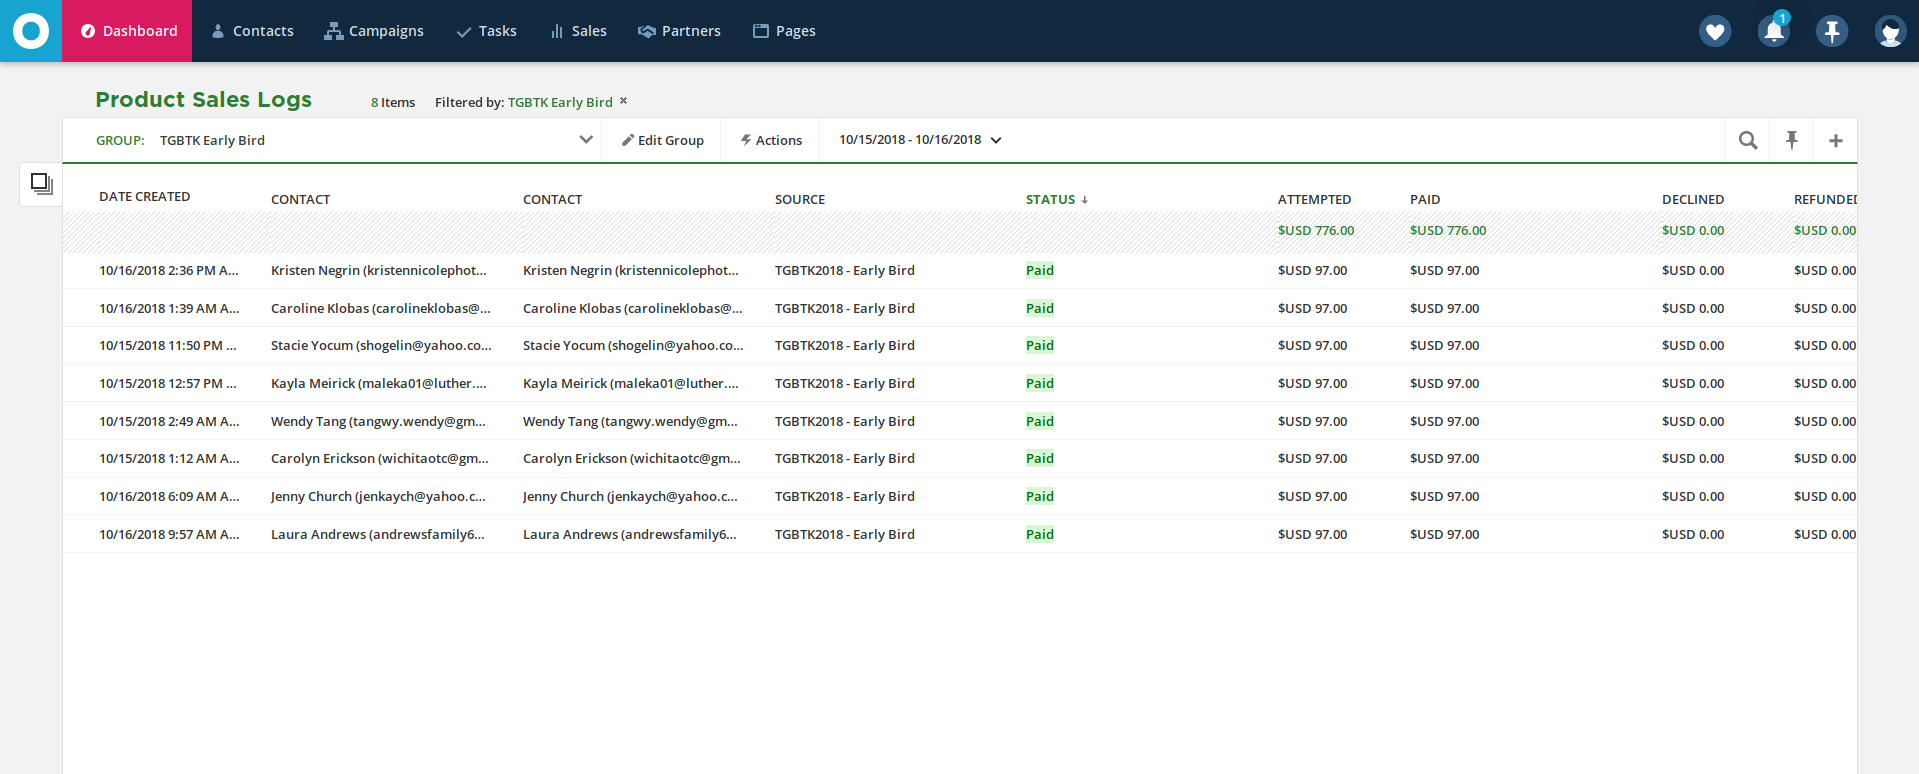 Dashboard Contacts Campaigns Tasks Sales Partners Pages 1
Product Sales Logs 8 Items Filtered by: TGBTK Early Bird ×
GROUP: TGBTK Early Bird Edit Group Actions 10/15/2018 - 10/16/2018
DATE CREATED CONTACT CONTACT SOURCE STATUS ↓ ATTEMPTED PAID DECLINED REFUNDED
$USD 776.00 $USD 776.00 $USD 0.00 $USD 0.00
10/16/2018 2:36 PM A... Kristen Negrin (kristennicolephot... Kristen Negrin (kristennicolephot... TGBTK2018 - Early Bird Paid $USD 97.00 $USD 97.00 $USD 0.00 $USD 0.00
10/16/2018 1:39 AM A... Caroline Klobas (carolineklobas@... Caroline Klobas (carolineklobas@... TGBTK2018 - Early Bird Paid $USD 97.00 $USD 97.00 $USD 0.00 $USD 0.00
10/15/2018 11:50 PM ... Stacie Yocum (shogelin@yahoo.co... Stacie Yocum (shogelin@yahoo.co... TGBTK2018 - Early Bird Paid $USD 97.00 $USD 97.00 $USD 0.00 $USD 0.00
10/15/2018 12:57 PM ... Kayla Meirick (maleka01@luther.... Kayla Meirick (maleka01@luther.... TGBTK2018 - Early Bird Paid $USD 97.00 $USD 97.00 $USD 0.00 $USD 0.00
10/15/2018 2:49 AM A... Wendy Tang (tangwy.wendy@gm... Wendy Tang (tangwy.wendy@gm... TGBTK2018 - Early Bird Paid $USD 97.00 $USD 97.00 $USD 0.00 $USD 0.00
10/15/2018 1:12 AM A... Carolyn Erickson (wichitaotc@gm... Carolyn Erickson (wichitaotc@gm... TGBTK2018 - Early Bird Paid $USD 97.00 $USD 97.00 $USD 0.00 $USD 0.00
10/16/2018 6:09 AM A... Jenny Church (jenkaych@yahoo.c... Jenny Church (jenkaych@yahoo.c... TGBTK2018 - Early Bird Paid $USD 97.00 $USD 97.00 $USD 0.00 $USD 0.00
10/16/2018 9:57 AM A... Laura Andrews (andrewsfamily6... Laura Andrews (andrewsfamily6... TGBTK2018 - Early Bird Paid $USD 97.00 $USD 97.00 $USD 0.00 $USD 0.00